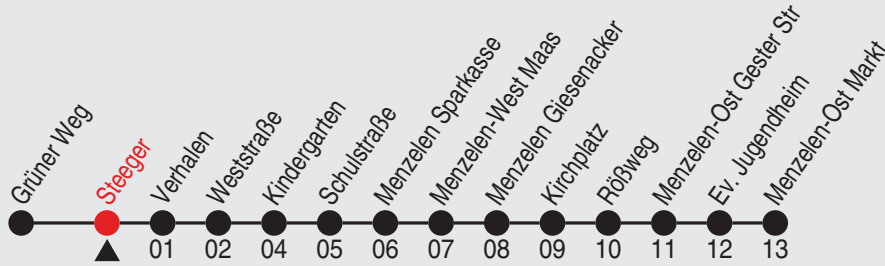 Grüner Weg
Steeger
Verhalen
Weststraße
Kindergarten
Schulstraße
Menzelen Sparkasse
Menzelen-West Maas
Menzelen Giesenacker
Kirchplatz
Rößweg
Menzelen-Ost Gester Str
Ev. Jugendheim
Menzelen-Ost Markt
01 02 04 05 06 07 08 09 10 11 12 13